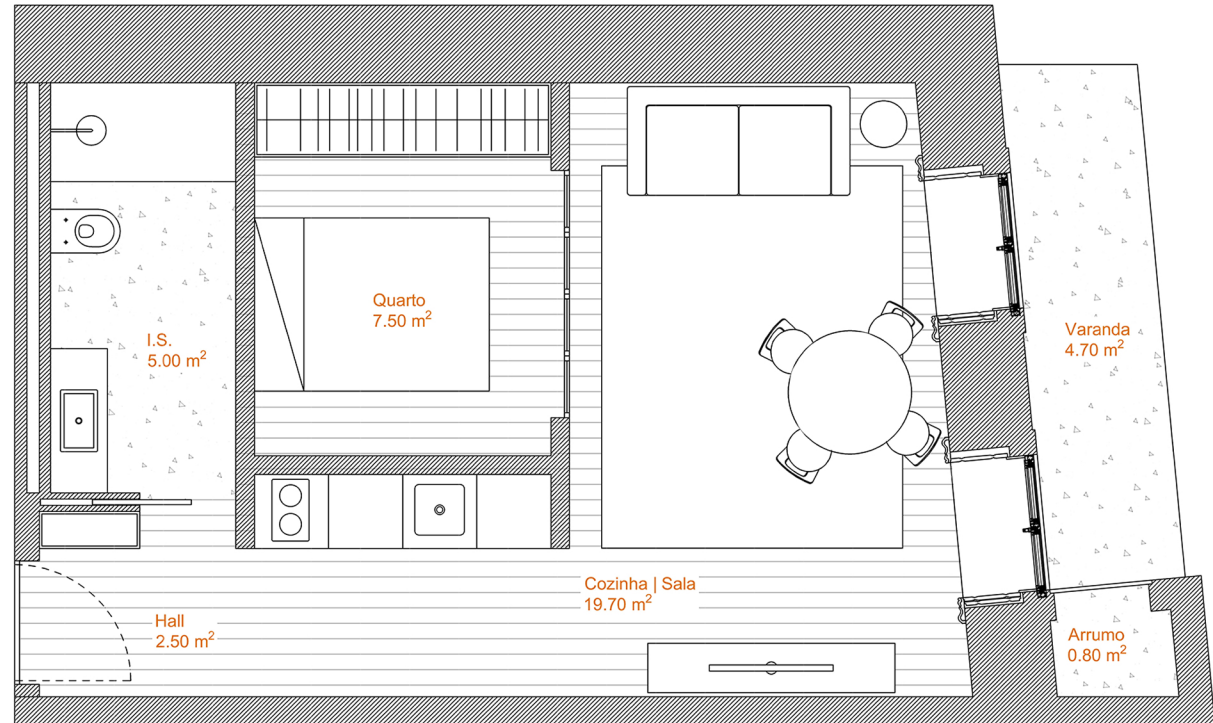 Quarto
7.50 m²
I.S.
5.00 m²
Varanda
4.70 m²
Cozinha | Sala
19.70 m²
Hall
2.50 m²
Arrumo
0.80 m²